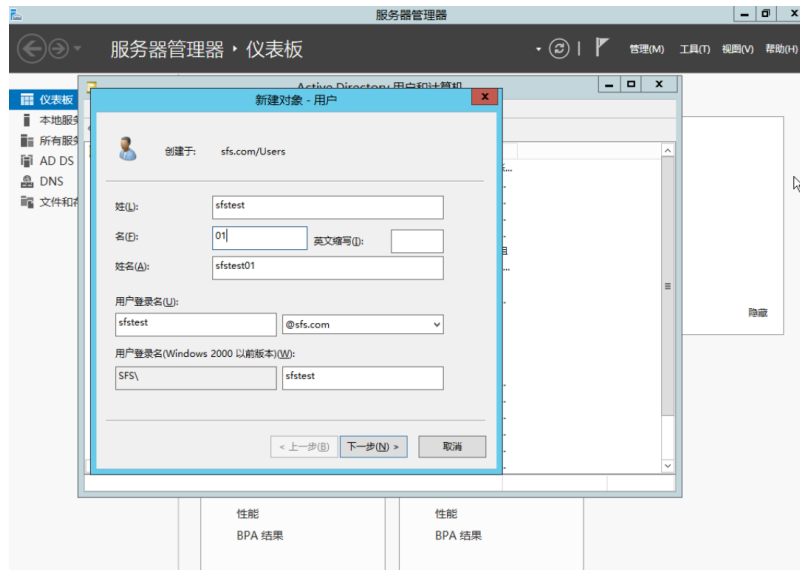 服务器管理器
服务器管理器 · 仪表板
管理(M) 工具(T) 视图(V) 帮助(H)
Active Directory 用户和计算机
新建对象 - 用户
x
仪表板
本地服务
所有服务
AD DS
DNS
文件和存
创建于: sfs.com/Users
姓(L): sfstest
名(F): 01 英文缩写(I):
姓名(A): sfstest01
用户登录名(U):
sfstest @sfs.com
用户登录名(Windows 2000 以前版本)(W):
SFS\ sfstest
< 上一步(B) 下一步(N) > 取消
组
隐藏
性能 性能
BPA 结果 BPA 结果